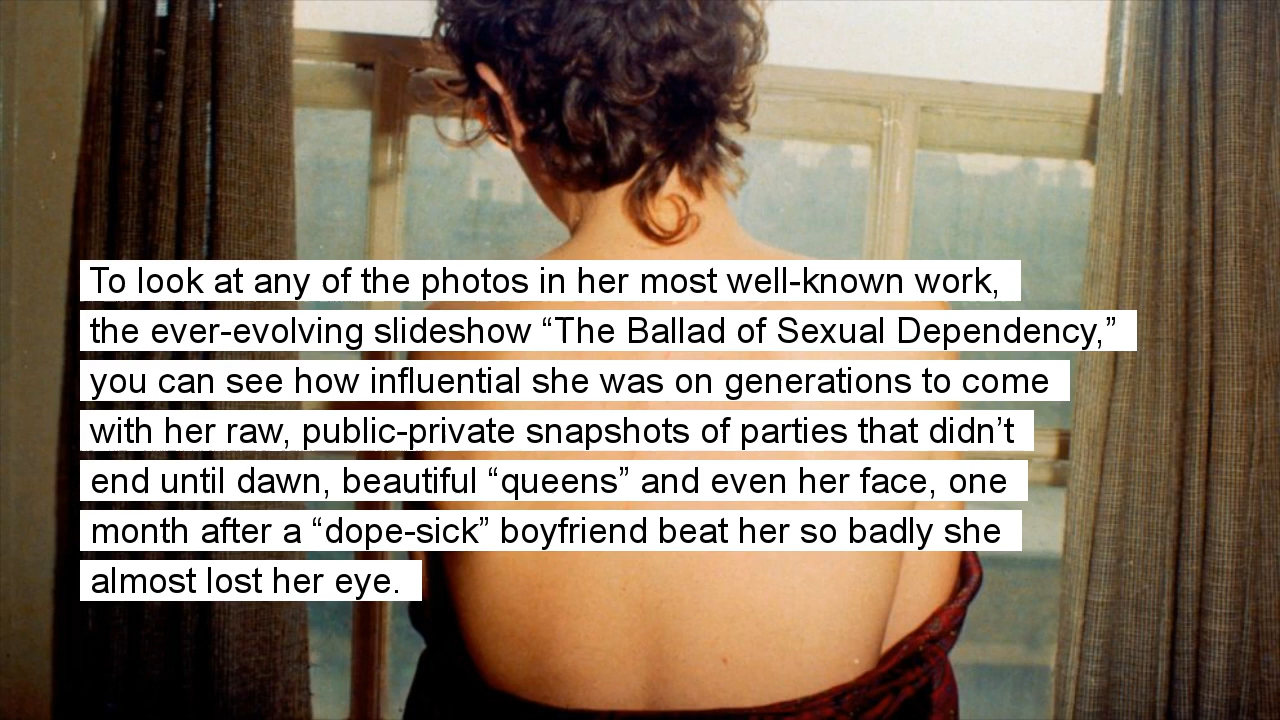 To look at any of the photos in her most well-known work,
the ever-evolving slideshow “The Ballad of Sexual Dependency,”
you can see how influential she was on generations to come
with her raw, public-private snapshots of parties that didn’t
end until dawn, beautiful “queens” and even her face, one
month after a “dope-sick” boyfriend beat her so badly she
almost lost her eye.